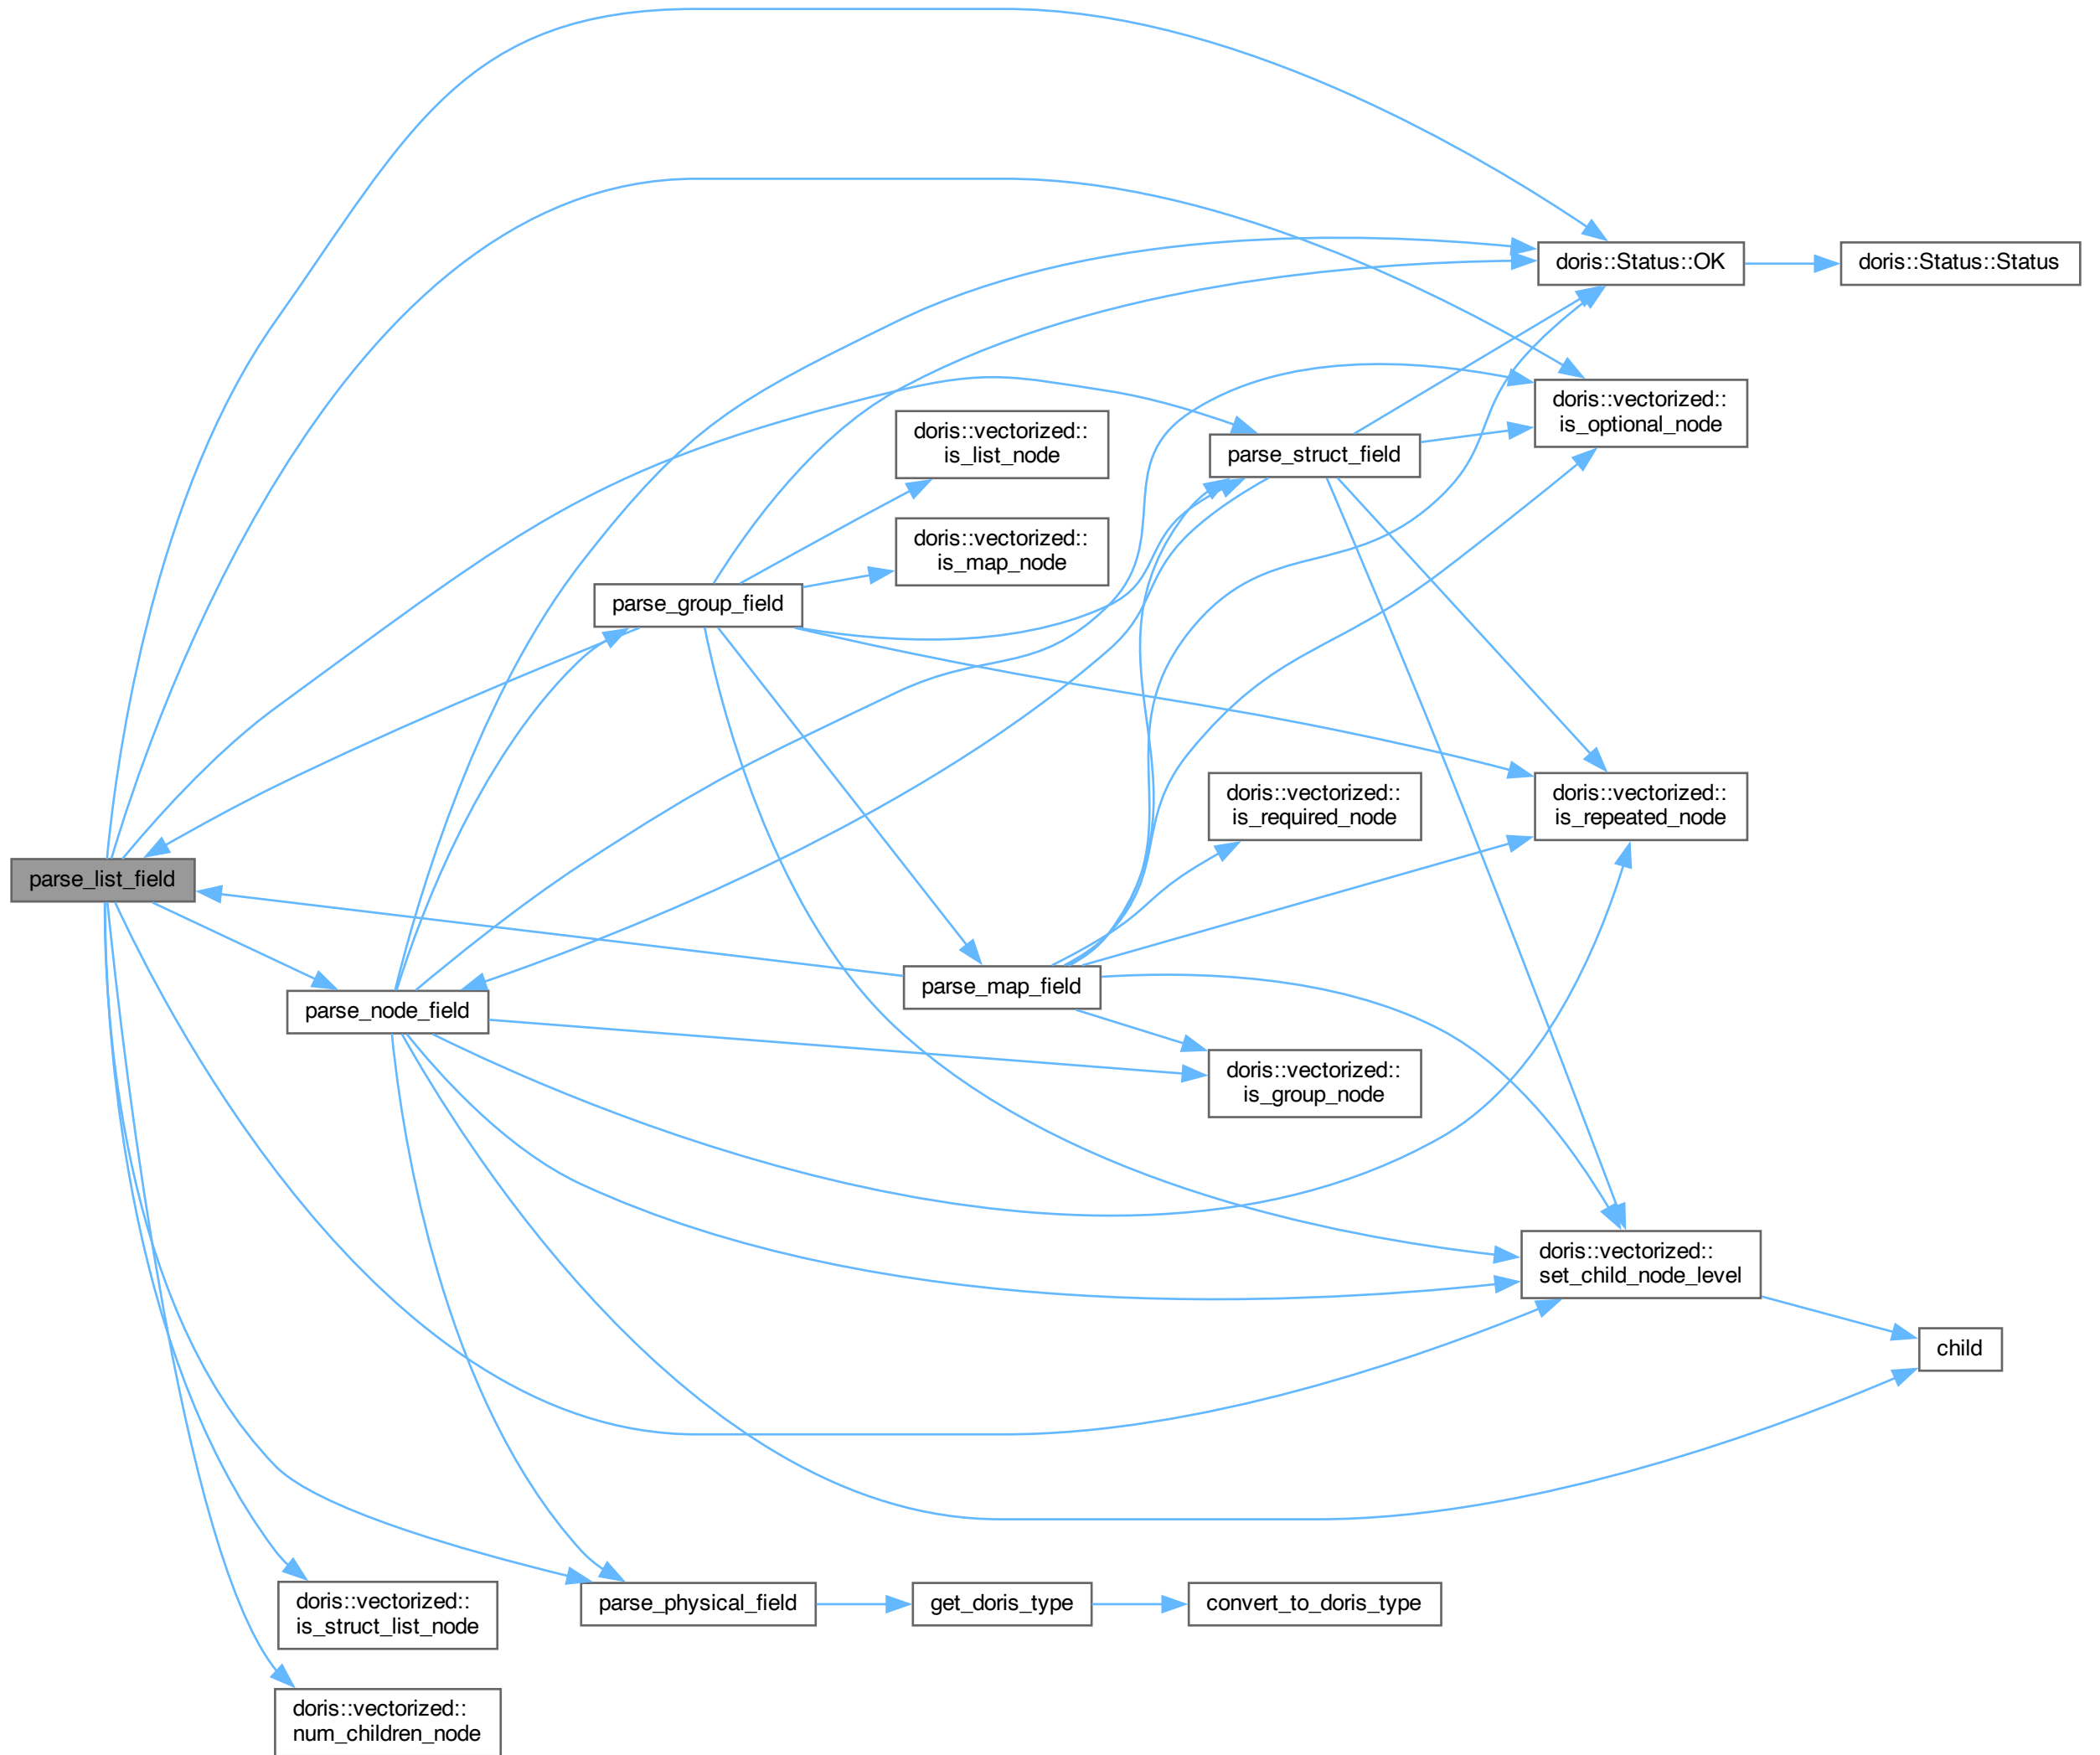 doris::Status::OK
doris::Status::Status
doris::vectorized::
is_optional_node
doris::vectorized::
is_list_node
parse_struct_field
doris::vectorized::
is_map_node
parse_group_field
doris::vectorized::
is_required_node
doris::vectorized::
is_repeated_node
parse_list_field
parse_map_field
parse_node_field
doris::vectorized::
is_group_node
doris::vectorized::
set_child_node_level
child
doris::vectorized::
is_struct_list_node
parse_physical_field
get_doris_type
convert_to_doris_type
doris::vectorized::
num_children_node